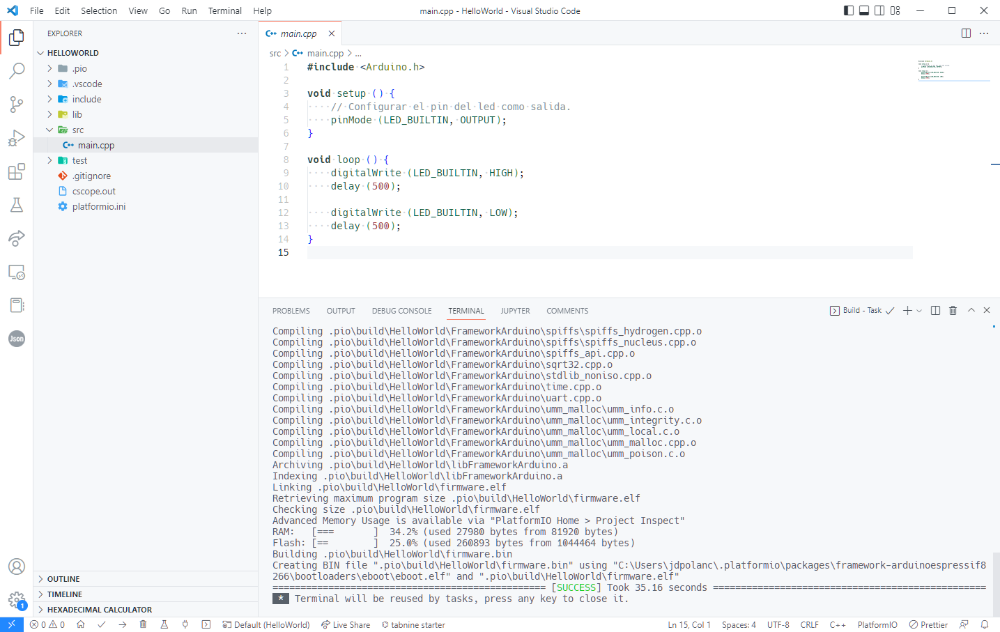 File Edit Selection View Go Run Terminal Help
main.cpp - HelloWorld - Visual Studio Code
EXPLORER
HELLOWORLD
.pio
.vscode
include
lib
src
main.cpp
test
.gitignore
cscope.out
platformio.ini
OUTLINE
TIMELINE
HEXADECIMAL CALCULATOR
Json
1
main.cpp
src > main.cpp > ...
1 #include <Arduino.h>
2
3 void setup () {
4     // Configurar el pin del led como salida.
5     pinMode (LED_BUILTIN, OUTPUT);
6 }
7
8 void loop () {
9     digitalWrite (LED_BUILTIN, HIGH);
10     delay (500);
11
12     digitalWrite (LED_BUILTIN, LOW);
13     delay (500);
14 }
15
PROBLEMS OUTPUT DEBUG CONSOLE TERMINAL JUPYTER COMMENTS
Build - Task
Compiling .pio\build\HelloWorld\FrameworkArduino\spiffs\spiffs_hydrogen.cpp.o
Compiling .pio\build\HelloWorld\FrameworkArduino\spiffs\spiffs_nucleus.cpp.o
Compiling .pio\build\HelloWorld\FrameworkArduino\spiffs_api.cpp.o
Compiling .pio\build\HelloWorld\FrameworkArduino\sqrt32.cpp.o
Compiling .pio\build\HelloWorld\FrameworkArduino\stdlib_noniso.cpp.o
Compiling .pio\build\HelloWorld\FrameworkArduino\time.cpp.o
Compiling .pio\build\HelloWorld\FrameworkArduino\uart.cpp.o
Compiling .pio\build\HelloWorld\FrameworkArduino\umm_malloc\umm_info.c.o
Compiling .pio\build\HelloWorld\FrameworkArduino\umm_malloc\umm_integrity.c.o
Compiling .pio\build\HelloWorld\FrameworkArduino\umm_malloc\umm_local.c.o
Compiling .pio\build\HelloWorld\FrameworkArduino\umm_malloc\umm_malloc.cpp.o
Compiling .pio\build\HelloWorld\FrameworkArduino\umm_malloc\umm_poison.c.o
Archiving .pio\build\HelloWorld\libFrameworkArduino.a
Indexing .pio\build\HelloWorld\libFrameworkArduino.a
Linking .pio\build\HelloWorld\firmware.elf
Retrieving maximum program size .pio\build\HelloWorld\firmware.elf
Checking size .pio\build\HelloWorld\firmware.elf
Advanced Memory Usage is available via "PlatformIO Home > Project Inspect"
RAM:   [===       ]  34.2% (used 27980 bytes from 81920 bytes)
Flash: [==        ]  25.0% (used 260893 bytes from 1044464 bytes)
Building .pio\build\HelloWorld\firmware.bin
Creating BIN file ".pio\build\HelloWorld\firmware.bin" using "C:\Users\jdpolanc\.platformio\packages\framework-arduinoespressif8
266\bootloaders\eboot\eboot.elf" and ".pio\build\HelloWorld\firmware.elf"
================================================= [SUCCESS] Took 35.16 seconds =================================================
* Terminal will be reused by tasks, press any key to close it.
0 0 Default (HelloWorld) Live Share tabnine starter Ln 15, Col 1 Spaces: 4 UTF-8 CRLF C++ PlatformIO Prettier